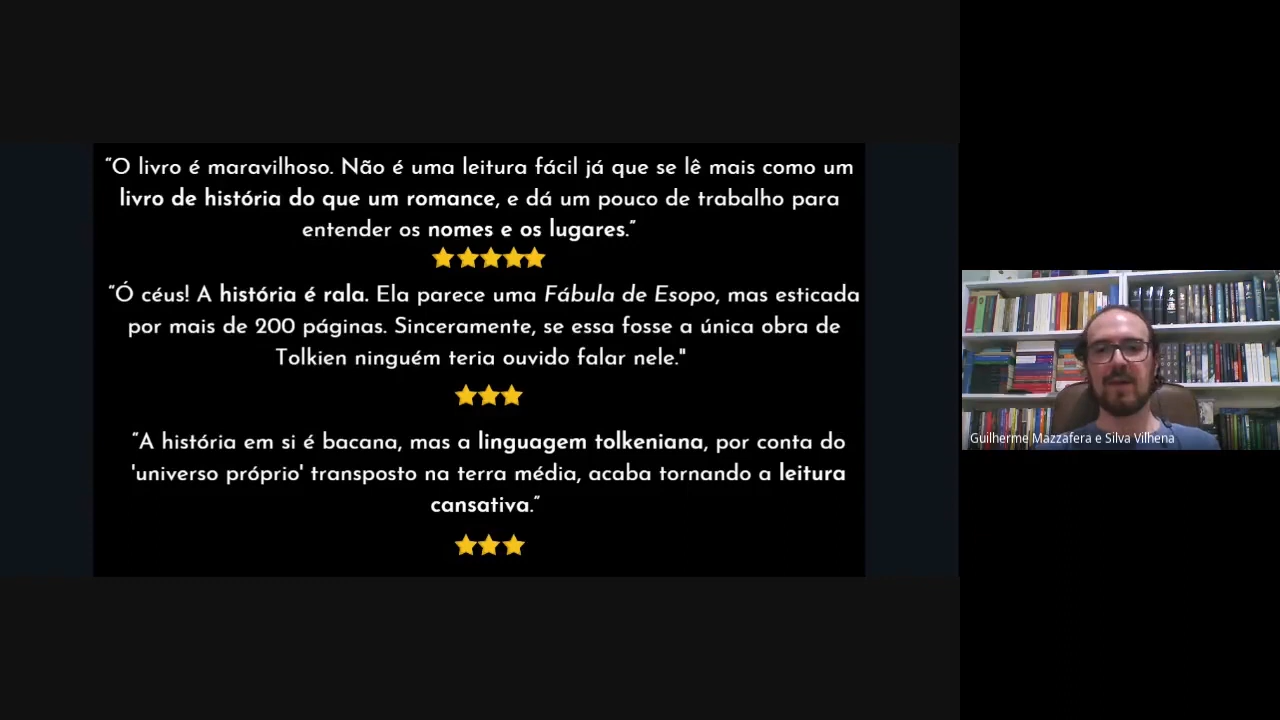 “O livro é maravilhoso. Não é uma leitura fácil já que se lê mais como um
livro de história do que um romance, e dá um pouco de trabalho para
entender os nomes e os lugares.”
“Ó céus! A história é rala. Ela parece uma Fábula de Esopo, mas esticada
por mais de 200 páginas. Sinceramente, se essa fosse a única obra de
Tolkien ninguém teria ouvido falar nele."
“A história em si é bacana, mas a linguagem tolkeniana, por conta do
'universo próprio' transposto na terra média, acaba tornando a leitura
cansativa.”
Guilherme Mazzafera e Silva Vilhena